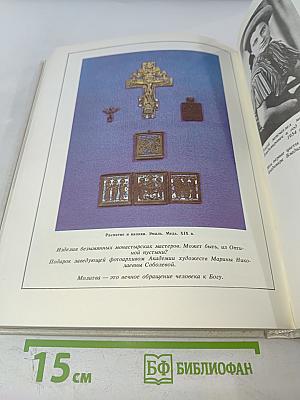 Распятие и иконки. Эмаль. Медь. XIX в.
Изделия безымянных монастырских мастеров. Может быть, из Опти-
ной пустыни?
Подарок заведующей фотоархивом Академии художеств Марины Нико-
лаевны Соболевой.
Молитва — это вечное обращение человека к Богу.
15 см
БФ БИБЛИОФАН